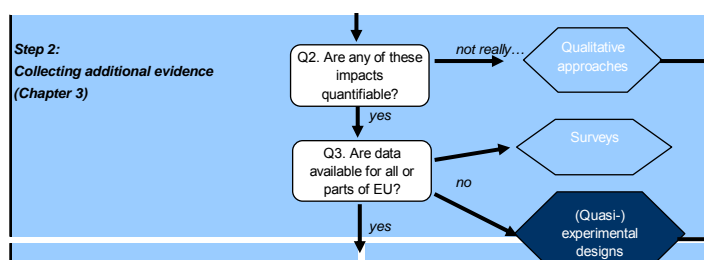 Step 2:
Collecting additional evidence
(Chapter 3)
Q2. Are any of these
impacts
quantifiable?
not really…
Qualitative
approaches
yes
Q3. Are data
available for all or
parts of EU?
Surveys
no
yes
(Quasi-)
experimental
designs